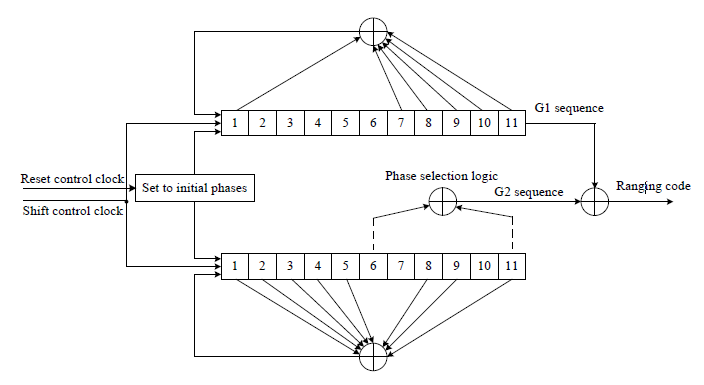 1 2 3 4 5 6 7 8 9 10 11
G1 sequence
Reset control clock
Set to initial phases
Shift control clock
Phase selection logic
G2 sequence
Ranging code
1 2 3 4 5 6 7 8 9 10 11